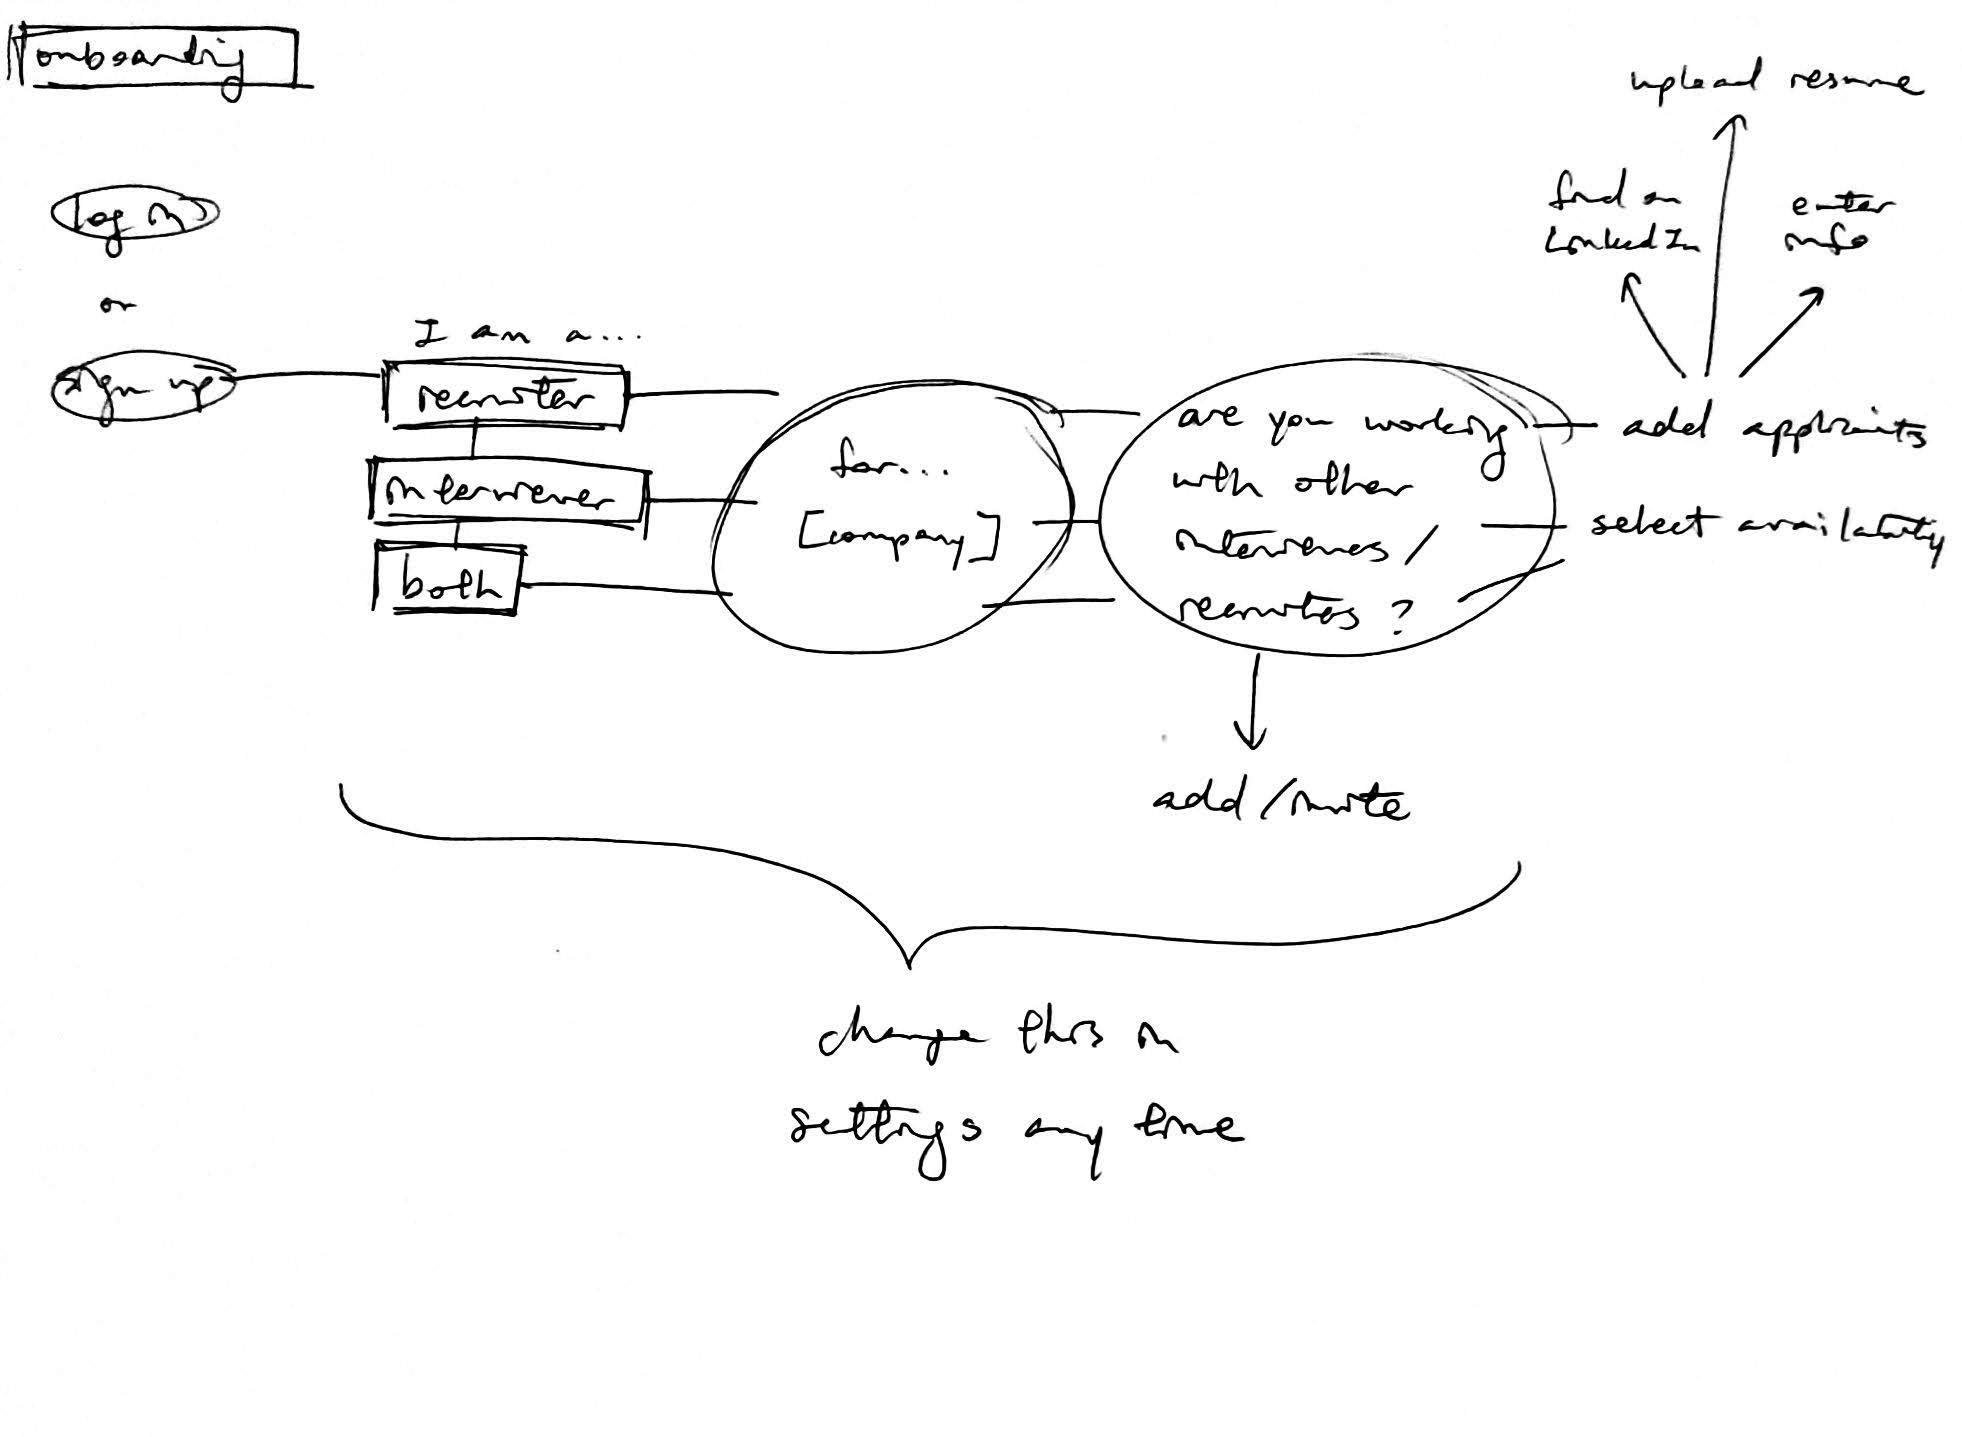 onboarding
log in
or
sign up
I am a...
recruiter
interviewer
both
for...
[company]
are you working
with other
interviewers /
recruiters ?
add / invite
add applicants
select availability
find on
LinkedIn
upload resume
enter
info
change this in
settings any time